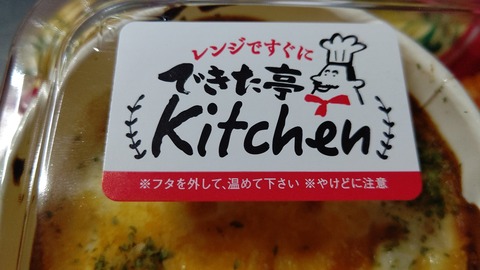 レンジですぐに
できた亭
Kitchen
※フタを外して、温めて下さい ※やけどに注意